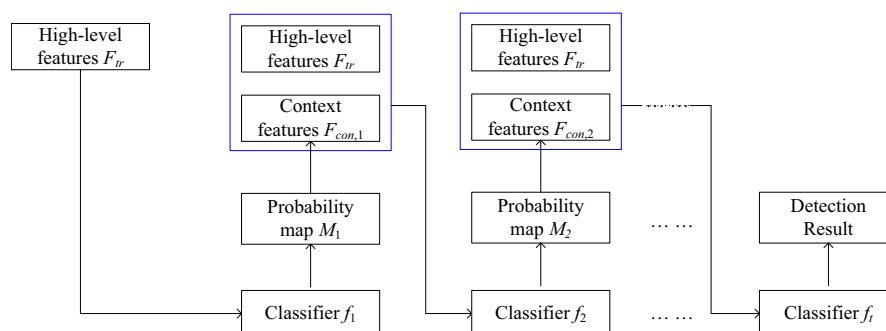 High-level
features F_tr
High-level
features F_tr
Context
features F_con,1
Probability
map M_1
Classifier f_1
High-level
features F_tr
Context
features F_con,2
Probability
map M_2
Classifier f_2
... ...
... ...
... ...
Detection
Result
Classifier f_t